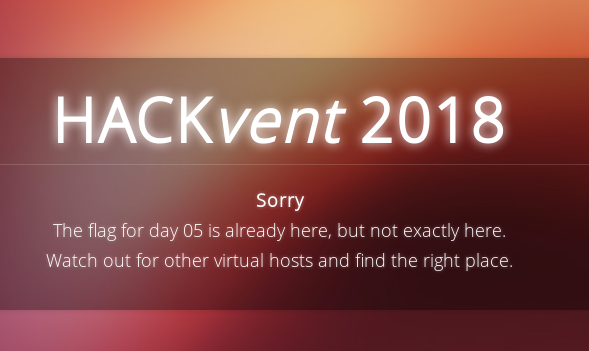 HACKvent 2018
Sorry
The flag for day 05 is already here, but not exactly here.
Watch out for other virtual hosts and find the right place.